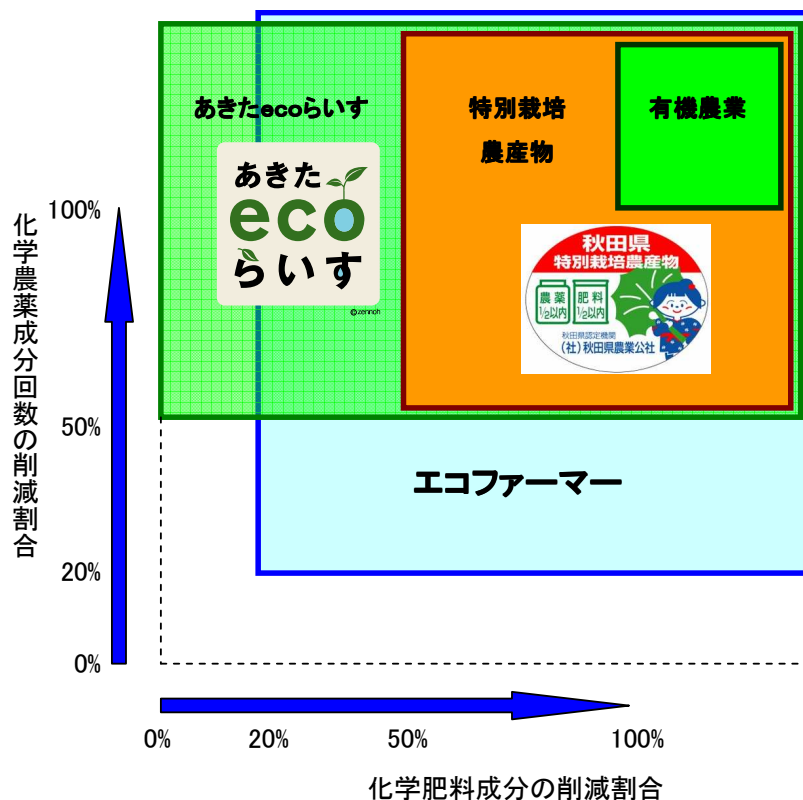 あきたecoらいす
特別栽培
農産物
有機農業
あきた
eco
らいす
©zennoh
秋田県
特別栽培農産物
農薬
1/2以内
肥料
1/2以内
秋田県認定機関
(社)秋田県農業公社
エコファーマー
化学農薬成分回数の削減割合
100%
50%
20%
0%
0%
20%
50%
100%
化学肥料成分の削減割合